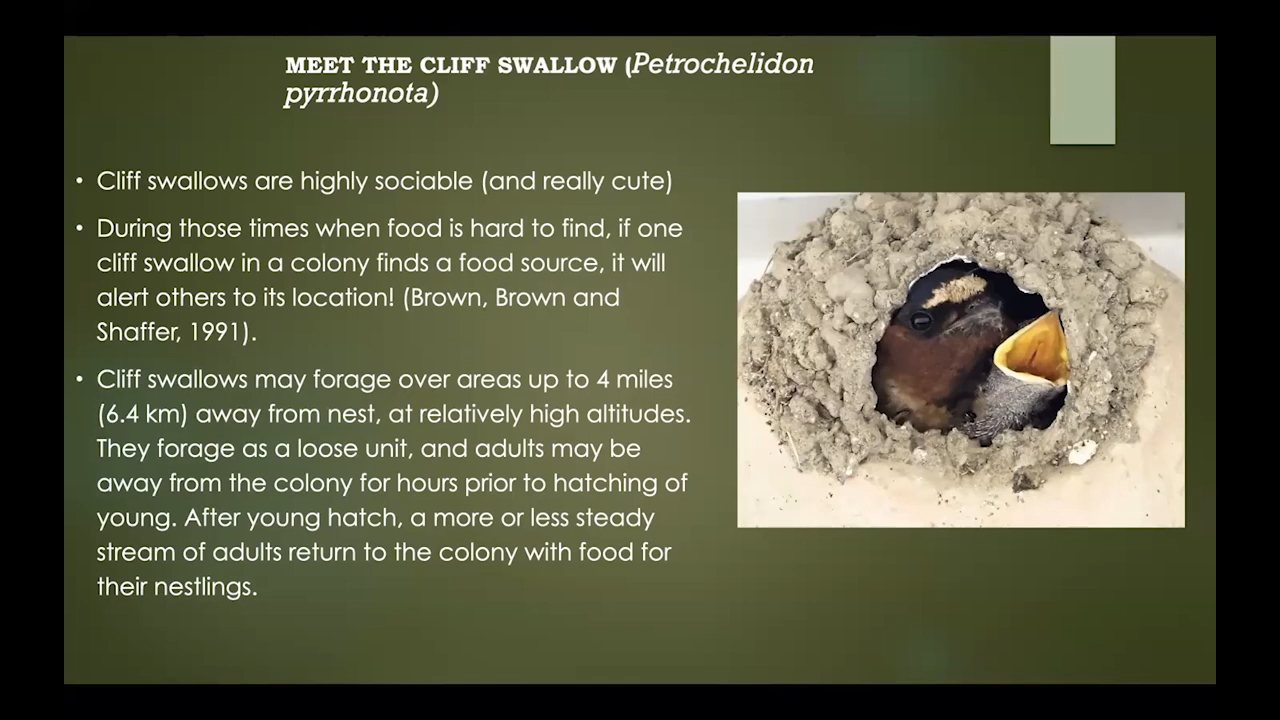 MEET THE CLIFF SWALLOW (Petrochelidon
pyrrhonota)
• Cliff swallows are highly sociable (and really cute)
• During those times when food is hard to find, if one
cliff swallow in a colony finds a food source, it will
alert others to its location! (Brown, Brown and
Shaffer, 1991).
• Cliff swallows may forage over areas up to 4 miles
(6.4 km) away from nest, at relatively high altitudes.
They forage as a loose unit, and adults may be
away from the colony for hours prior to hatching of
young. After young hatch, a more or less steady
stream of adults return to the colony with food for
their nestlings.